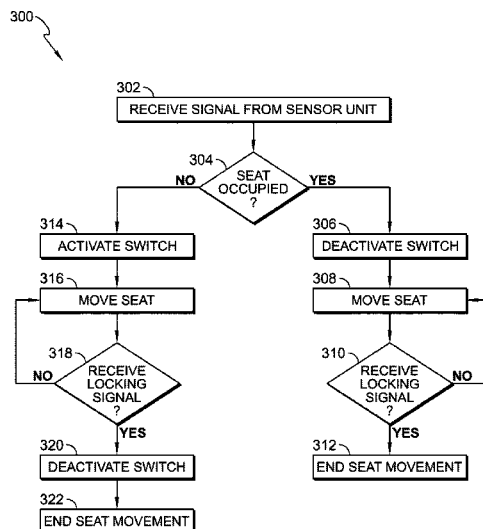 300
302
RECEIVE SIGNAL FROM SENSOR UNIT
304
SEAT
OCCUPIED
?
NO
YES
314
ACTIVATE SWITCH
316
MOVE SEAT
318
RECEIVE
LOCKING
SIGNAL
?
NO
YES
320
DEACTIVATE SWITCH
322
END SEAT MOVEMENT
306
DEACTIVATE SWITCH
308
MOVE SEAT
310
RECEIVE
LOCKING
SIGNAL
?
NO
YES
312
END SEAT MOVEMENT